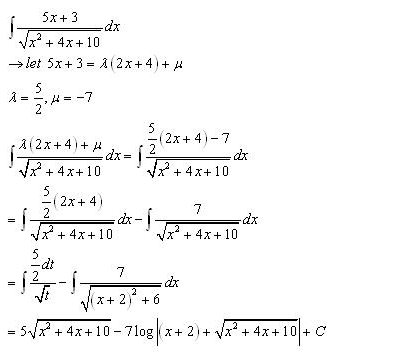 ∫ (5x+3)/√(x² + 4x + 10) dx
→ let 5x + 3 = λ(2x + 4) + μ
λ = 5/2, μ = −7
∫ (λ(2x+4) + μ)/√(x² + 4x + 10) dx = ∫ (5/2(2x+4) − 7)/√(x² + 4x + 10) dx
= ∫ (5/2(2x+4))/√(x² + 4x + 10) dx − ∫ 7/√(x² + 4x + 10) dx
= ∫ (5/2 dt)/√t − ∫ 7/√((x+2)² + 6) dx
= 5√(x² + 4x + 10) − 7log|(x+2) + √(x² + 4x + 10)| + C